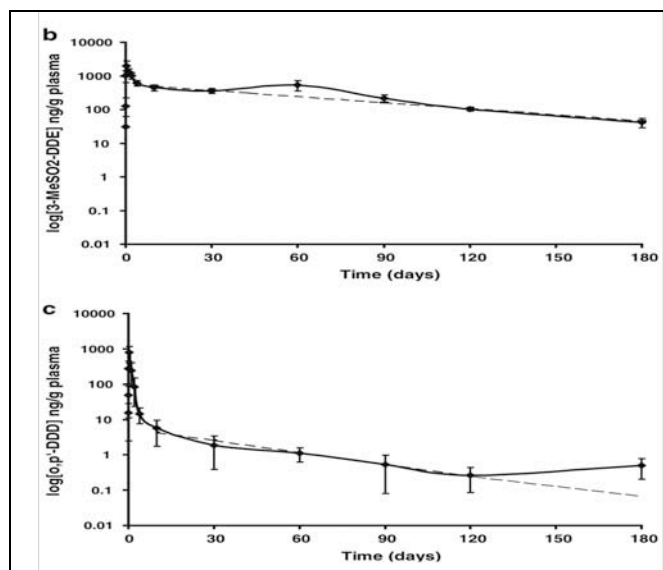 b
log[3-MeSO2-DDE] ng/g plasma
10000
1000
100
10
1
0.1
0.01
0 30 60 90 120 150 180
Time (days)
c
log[o,p'-DDD] ng/g plasma
10000
1000
100
10
1
0.1
0.01
0 30 60 90 120 150 180
Time (days)